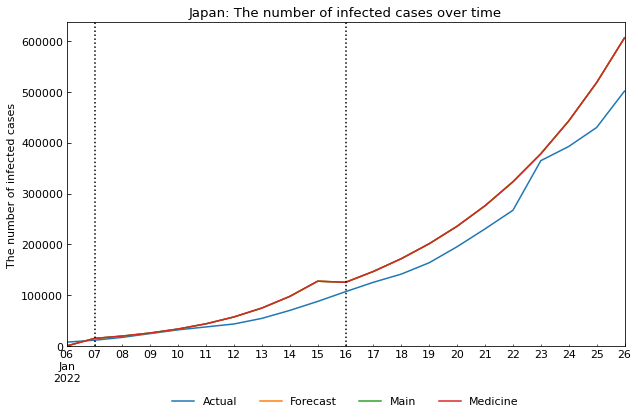 Japan: The number of infected cases over time
The number of infected cases
600000
500000
400000
300000
200000
100000
0
06 07 08 09 10 11 12 13 14 15 16 17 18 19 20 21 22 23 24 25 26
Jan
2022
Actual Forecast Main Medicine